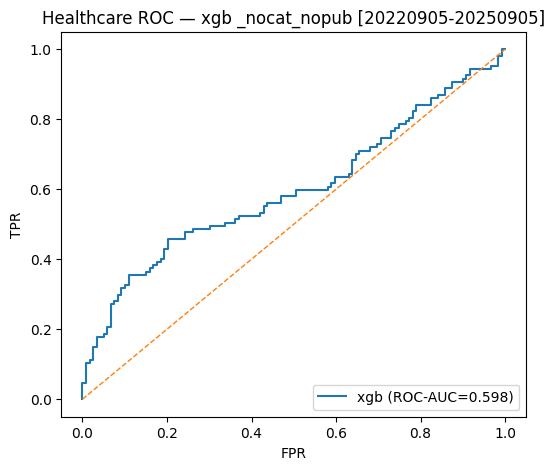 Healthcare ROC — xgb _nocat_nopub [20220905-20250905]
1.0
0.8
0.6
0.4
0.2
0.0
TPR
xgb (ROC-AUC=0.598)
0.0 0.2 0.4 0.6 0.8 1.0
FPR